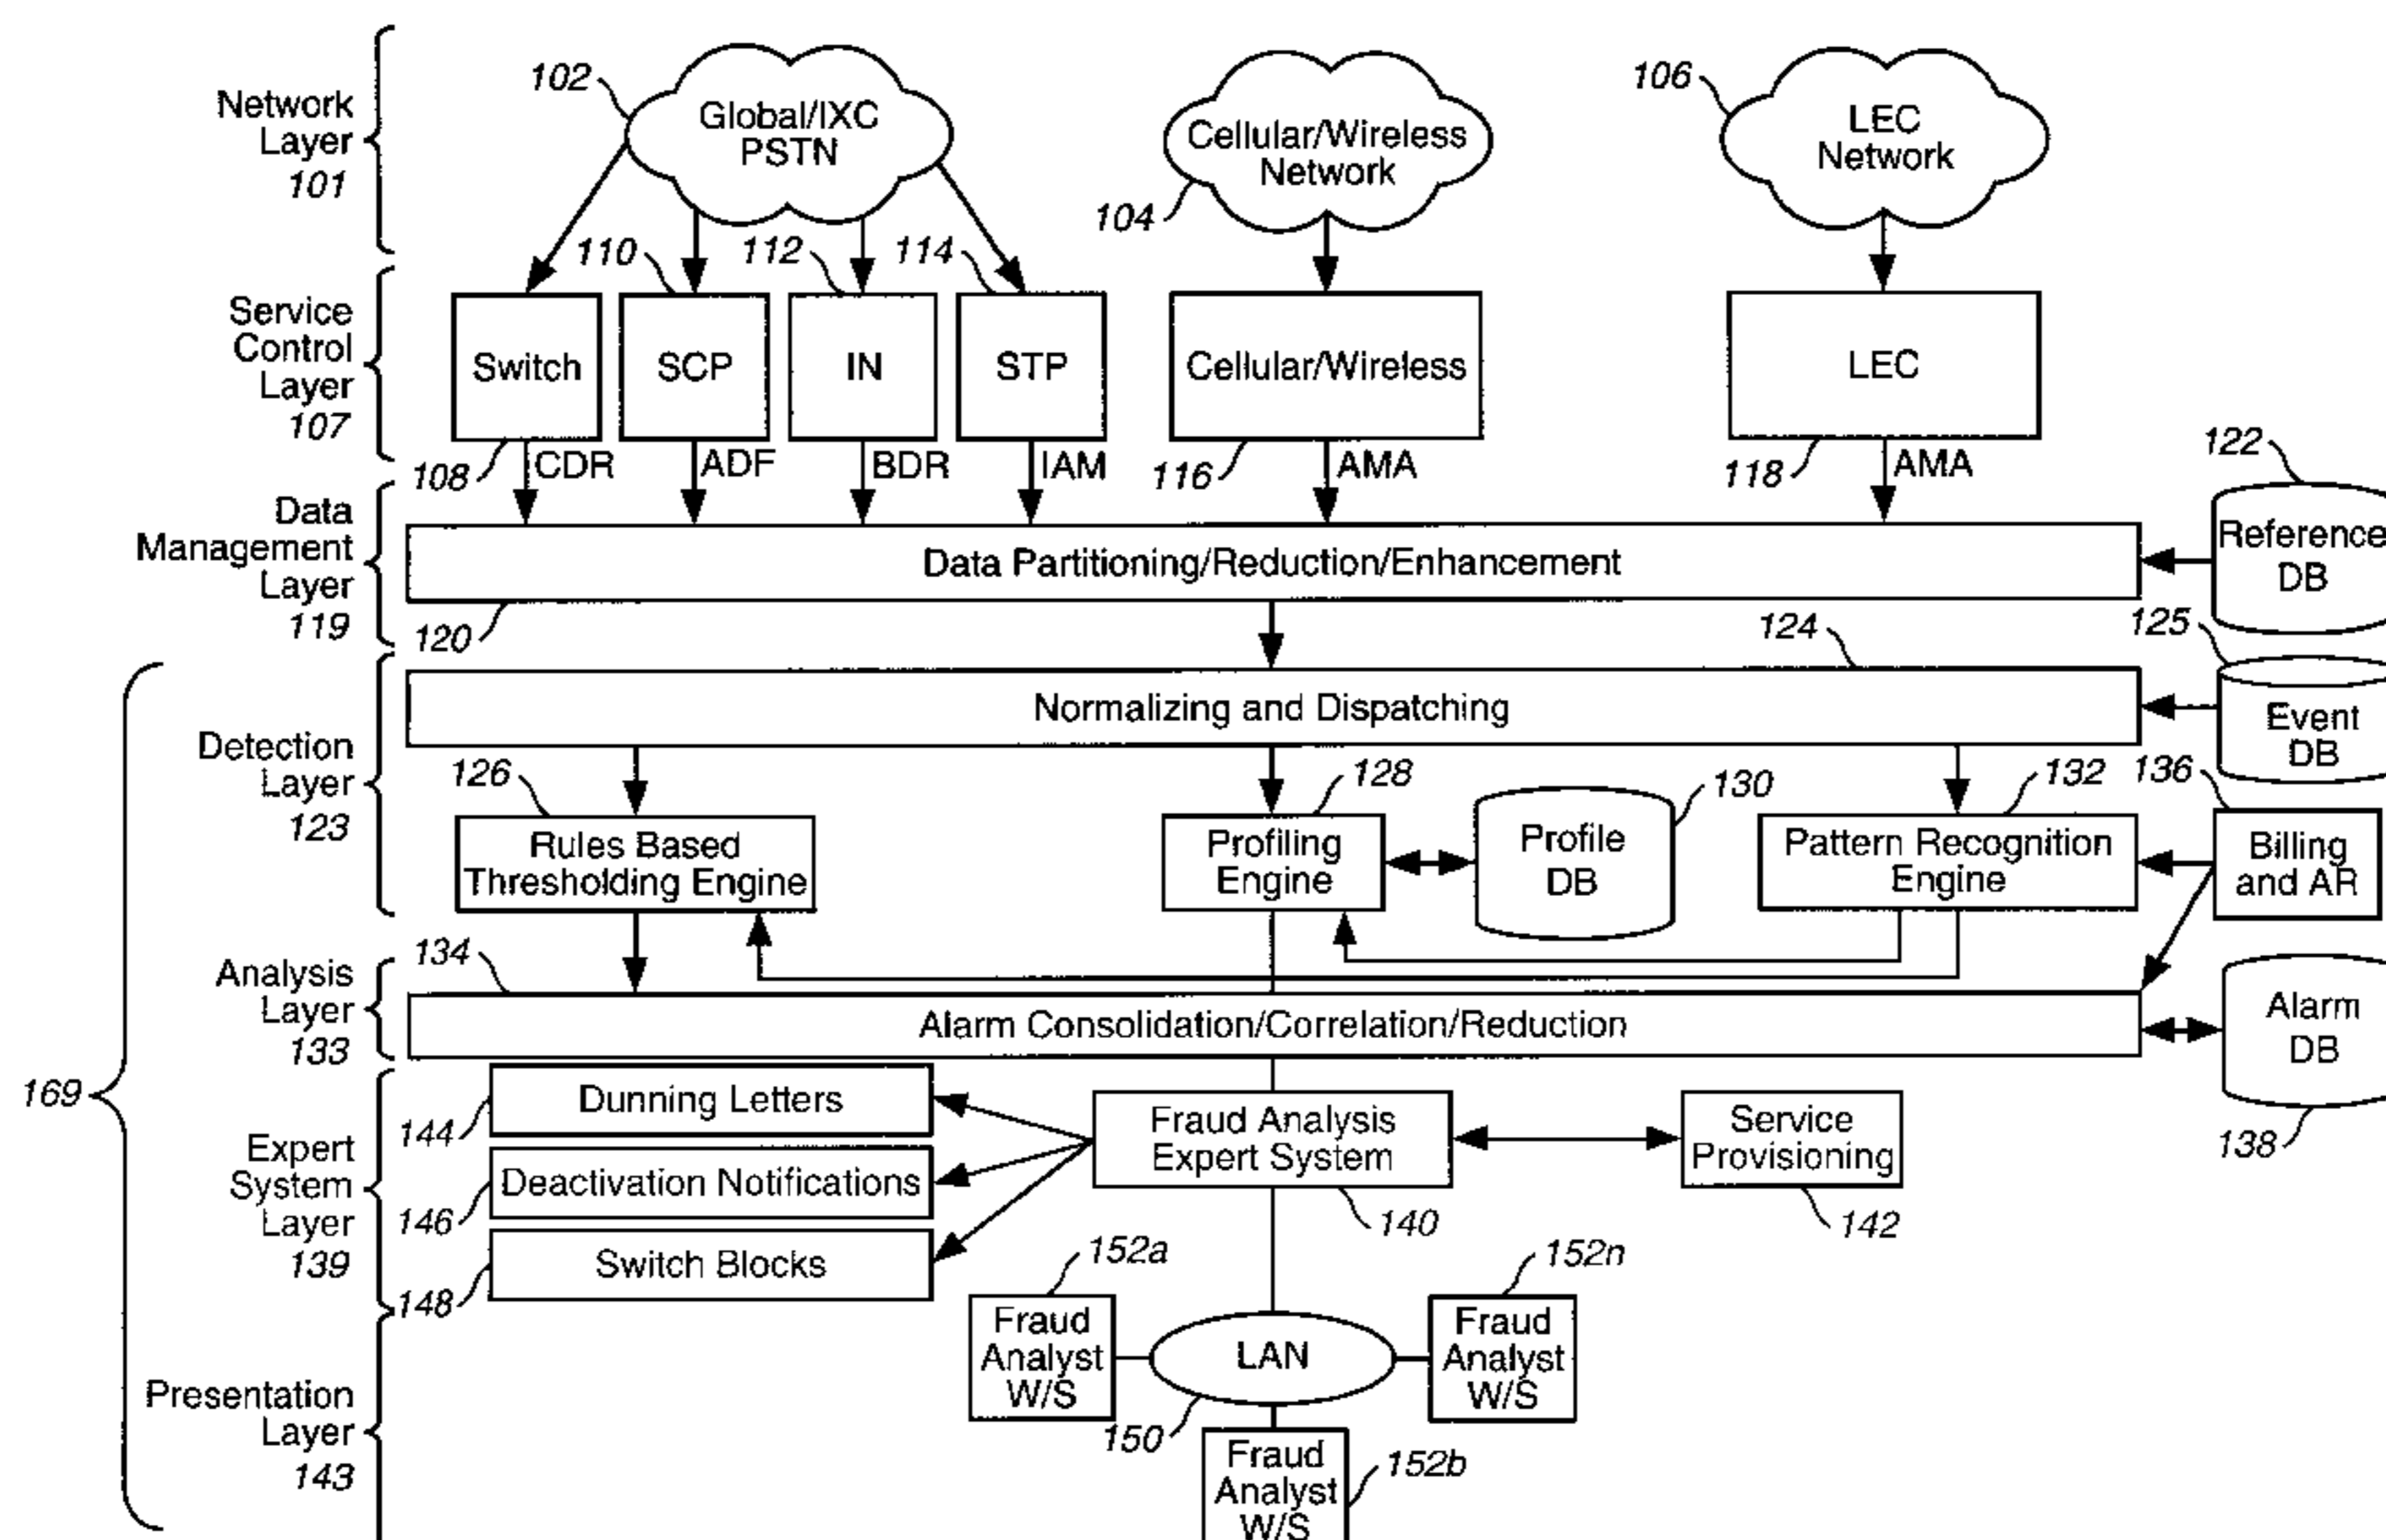 Network
Layer
101
102
Global/IXC
PSTN
Cellular/Wireless
Network
104
106
LEC
Network
Service
Control
Layer
107
110
112
114
Switch
SCP
IN
STP
Cellular/Wireless
LEC
108
CDR
ADF
BDR
IAM
116
AMA
118
AMA
122
Reference
DB
Data
Management
Layer
119
Data Partitioning/Reduction/Enhancement
120
124
125
Event
DB
169
Detection
Layer
123
Normalizing and Dispatching
126
128
130
132
136
Rules Based
Thresholding Engine
Profiling
Engine
Profile
DB
Pattern Recognition
Engine
Billing
and AR
Analysis
Layer
133
134
Alarm Consolidation/Correlation/Reduction
Alarm
DB
138
Expert
System
Layer
139
144
Dunning Letters
146
Deactivation Notifications
148
Switch Blocks
Fraud Analysis
Expert System
140
Service
Provisioning
142
Presentation
Layer
143
152a
Fraud
Analyst
W/S
LAN
150
152n
Fraud
Analyst
W/S
152b
Fraud
Analyst
W/S